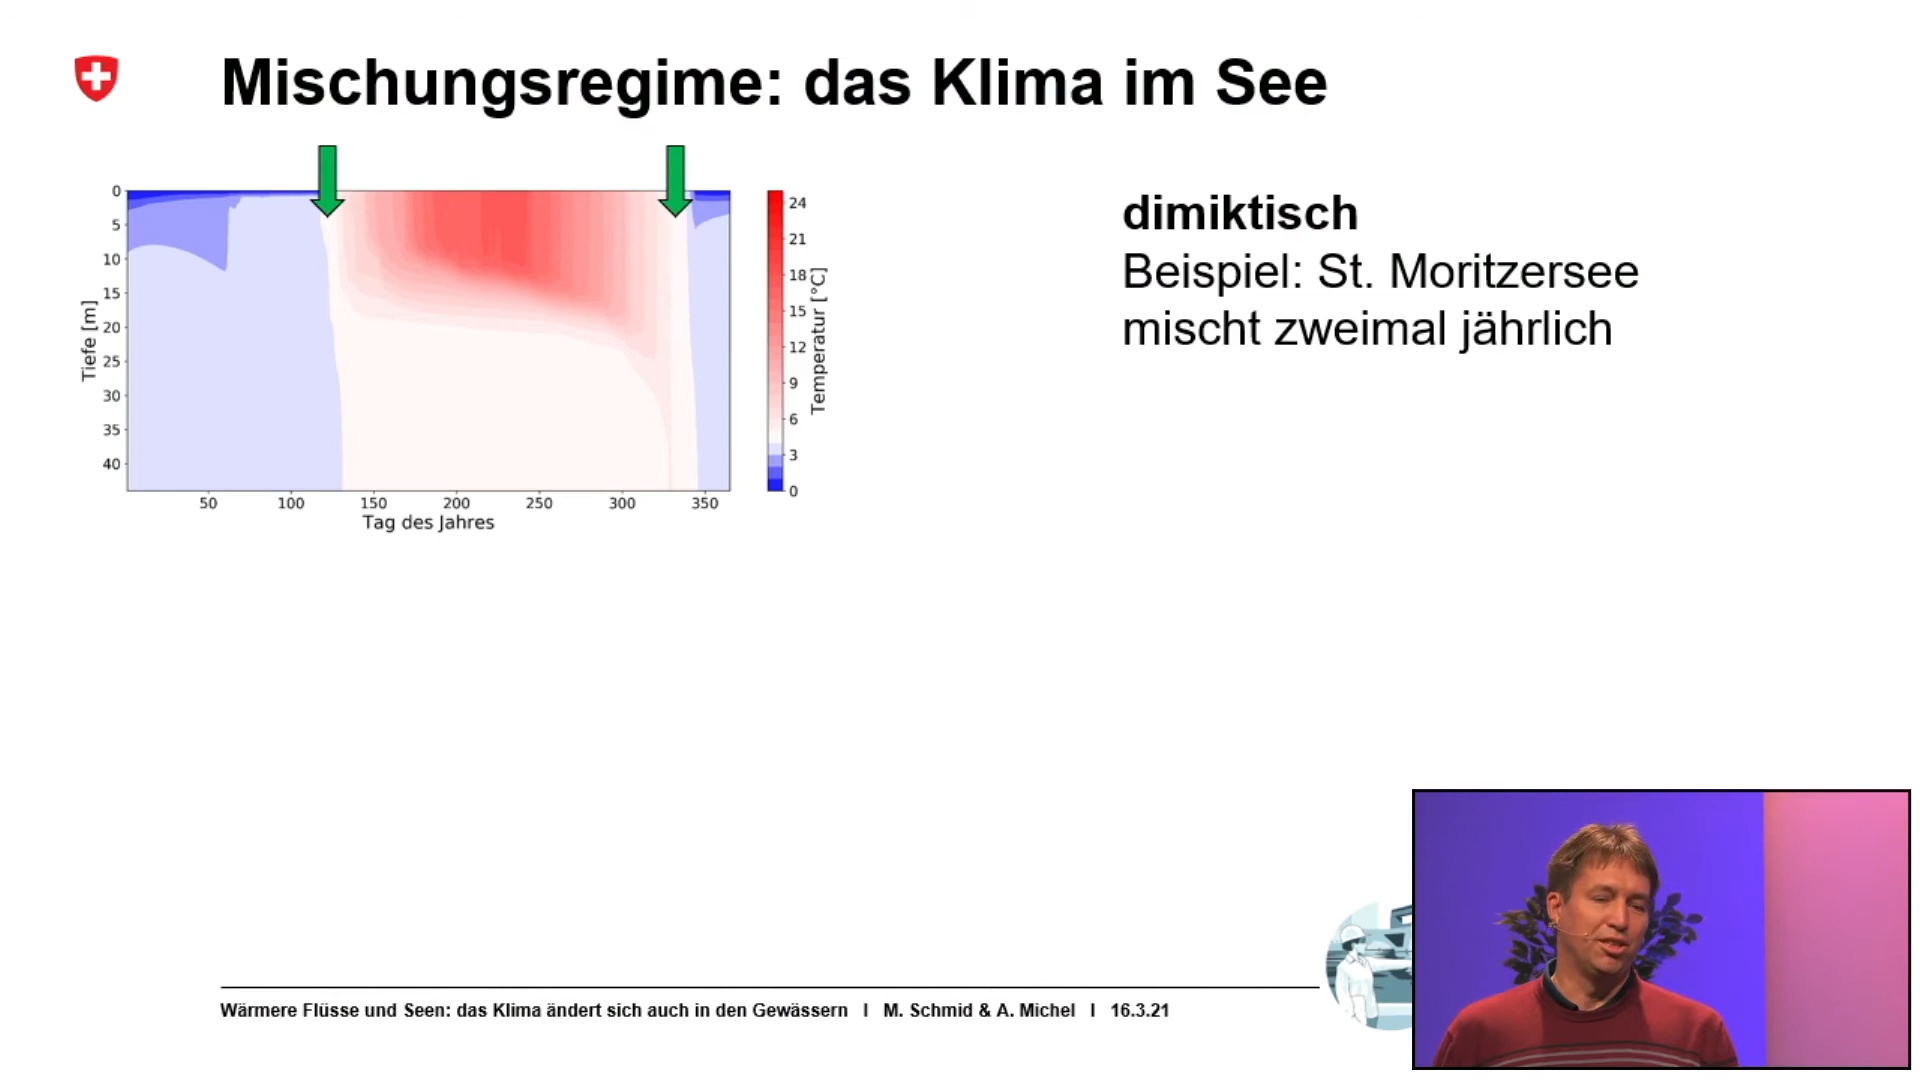 Mischungsregime: das Klima im See
dimiktisch
Beispiel: St. Moritzersee
mischt zweimal jährlich
0
5
10
15
20
25
30
35
40
Tiefe [m]
50 100 150 200 250 300 350
Tag des Jahres
24
21
18
15
12
9
6
3
0
Temperatur [°C]
Wärmere Flüsse und Seen: das Klima ändert sich auch in den Gewässern I M. Schmid & A. Michel I 16.3.21